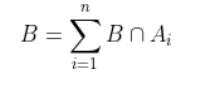 B = \sum_{i=1}^{n} B \cap A_i